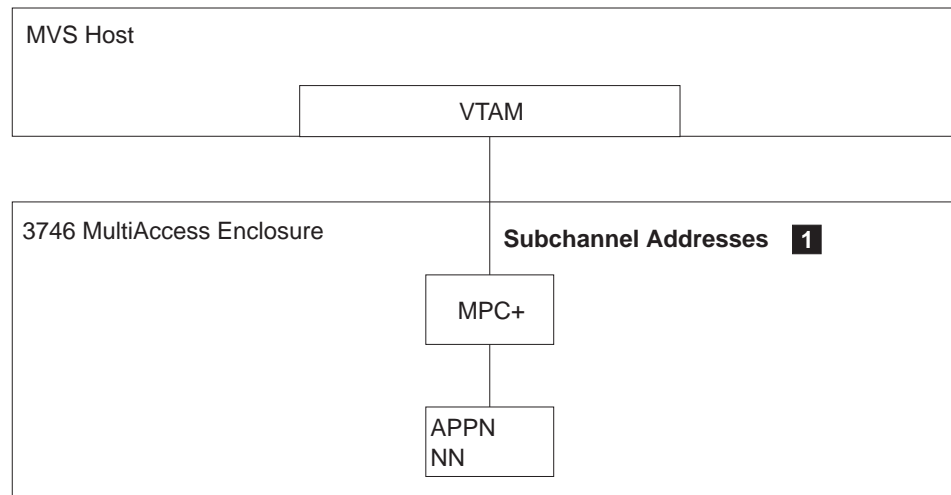 MVS Host
VTAM
3746 MultiAccess Enclosure
Subchannel Addresses 1
MPC+
APPN
NN